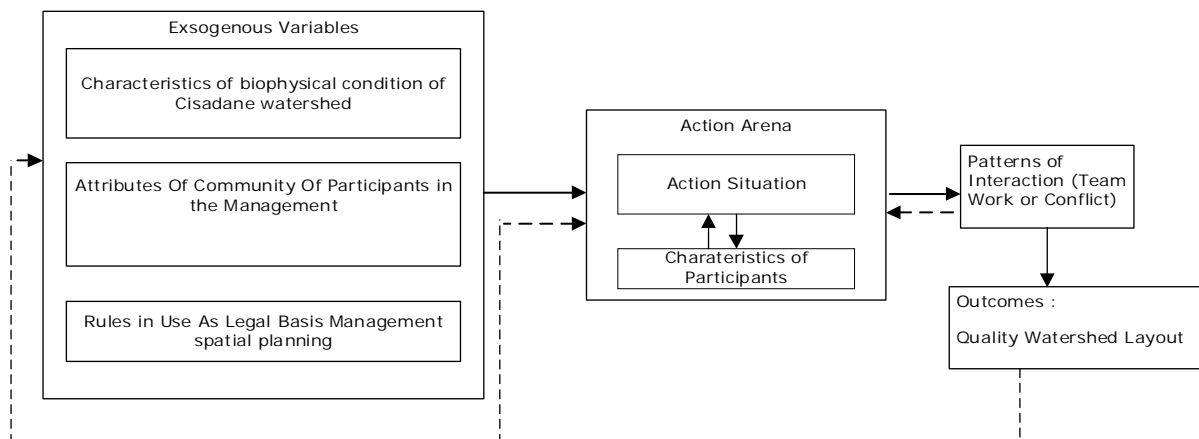 Exsogenous Variables
Characteristics of biophysical condition of
Cisadane watershed
Attributes Of Community Of Participants in
the Management
Rules in Use As Legal Basis Management
spatial planning
Action Arena
Action Situation
Charateristics of
Participants
Patterns of
Interaction (Team
Work or Conflict)
Outcomes :
Quality Watershed Layout